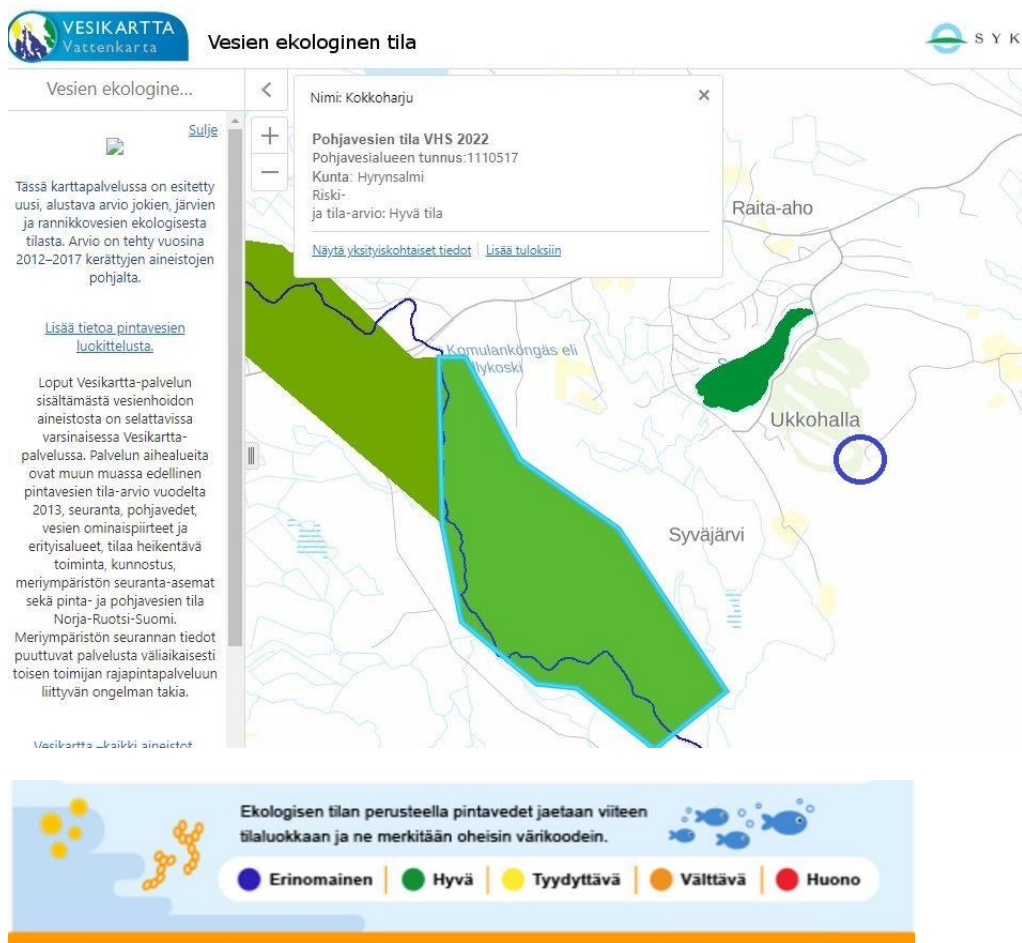 VESIKARTTA
Vattenkarta
Vesien ekologinen tila
S Y K
Vesien ekologine...
Sulje
Tässä karttapalvelussa on esitetty
uusi, alustava arvio jokien, järvien
ja rannikkovesien ekologisesta
tilasta. Arvio on tehty vuosina
2012–2017 kerättyjen aineistojen
pohjalta.
Lisää tietoa pintavesien
luokittelusta.
Loput Vesikartta-palvelun
sisältämästä vesienhoidon
aineistosta on selattavissa
varsinaisessa Vesikartta-
palvelussa. Palvelun aihealueita
ovat muun muassa edellinen
pintavesien tila-arvio vuodelta
2013, seuranta, pohjavedet,
vesien ominaispiirteet ja
erityisalueet, tilaa heikentävä
toiminta, kunnostus,
meriympäristön seuranta-asemat
sekä pinta- ja pohjavesien tila
Norja-Ruotsi-Suomi.
Meriympäristön seurannan tiedot
puuttuvat palvelusta väliaikaisesti
toisen toimijan rajapintapalveluun
liittyvän ongelman takia.
Vesikartta –kaikki aineistot
Nimi: Kokkoharju
Pohjavesien tila VHS 2022
Pohjavesialueen tunnus:1110517
Kunta: Hyrynsalmi
Riski-
ja tila-arvio: Hyvä tila
Näytä yksityiskohtaiset tiedot
Lisää tuloksiin
Raita-aho
Komulanköngäs eli
Ukkohalla
Syväjärvi
Ekologisen tilan perusteella pintavedet jaetaan viiteen
tilaluokkaan ja ne merkitään oheisin värikoodein.
Erinomainen
Hyvä
Tyydyttävä
Välttävä
Huono